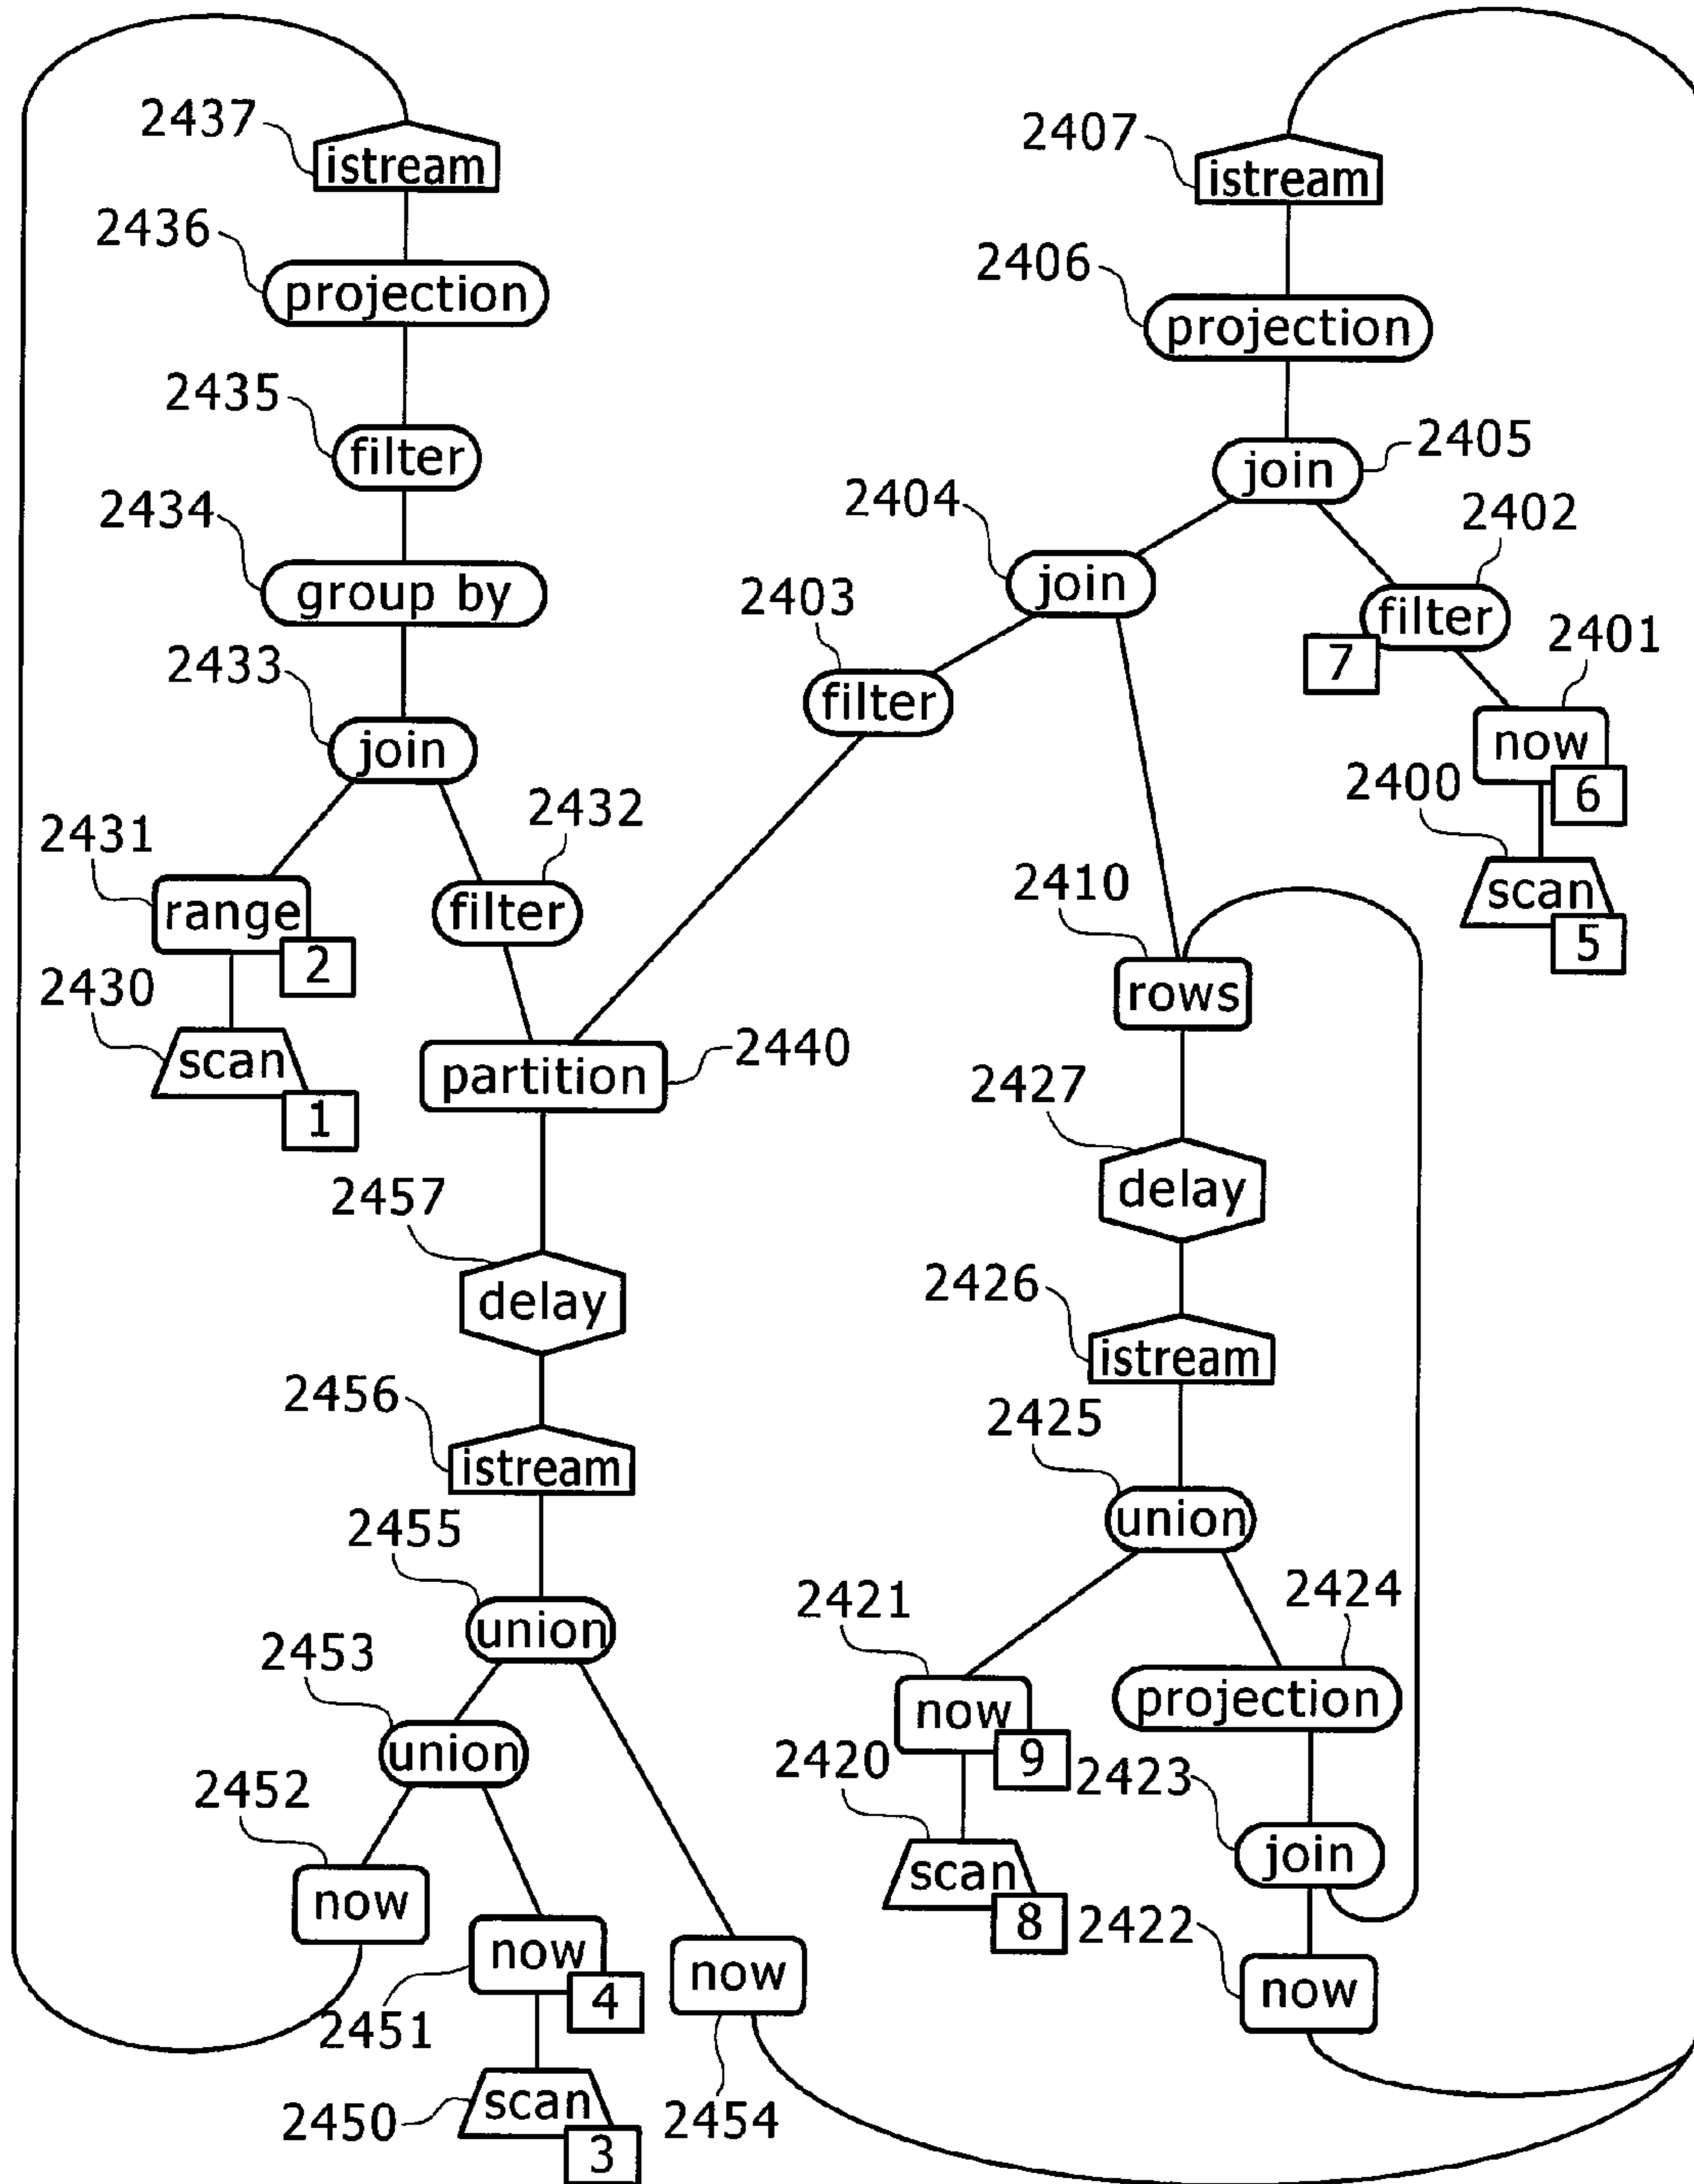 2437
istream
2407
istream
2436
projection
2406
projection
2435
filter
2405
join
2434
group by
2404
join
2402
filter
7
2403
filter
2401
now
6
2433
join
2400
scan
5
2431
range
2
2432
filter
2410
rows
2430
scan
1
partition
2440
2427
delay
2457
delay
2426
istream
2456
istream
2425
union
2455
union
2421
now
9
2424
projection
2453
union
2420
scan
8
2423
join
2452
now
2451
now
4
now
2454
2422
now
2450
scan
3